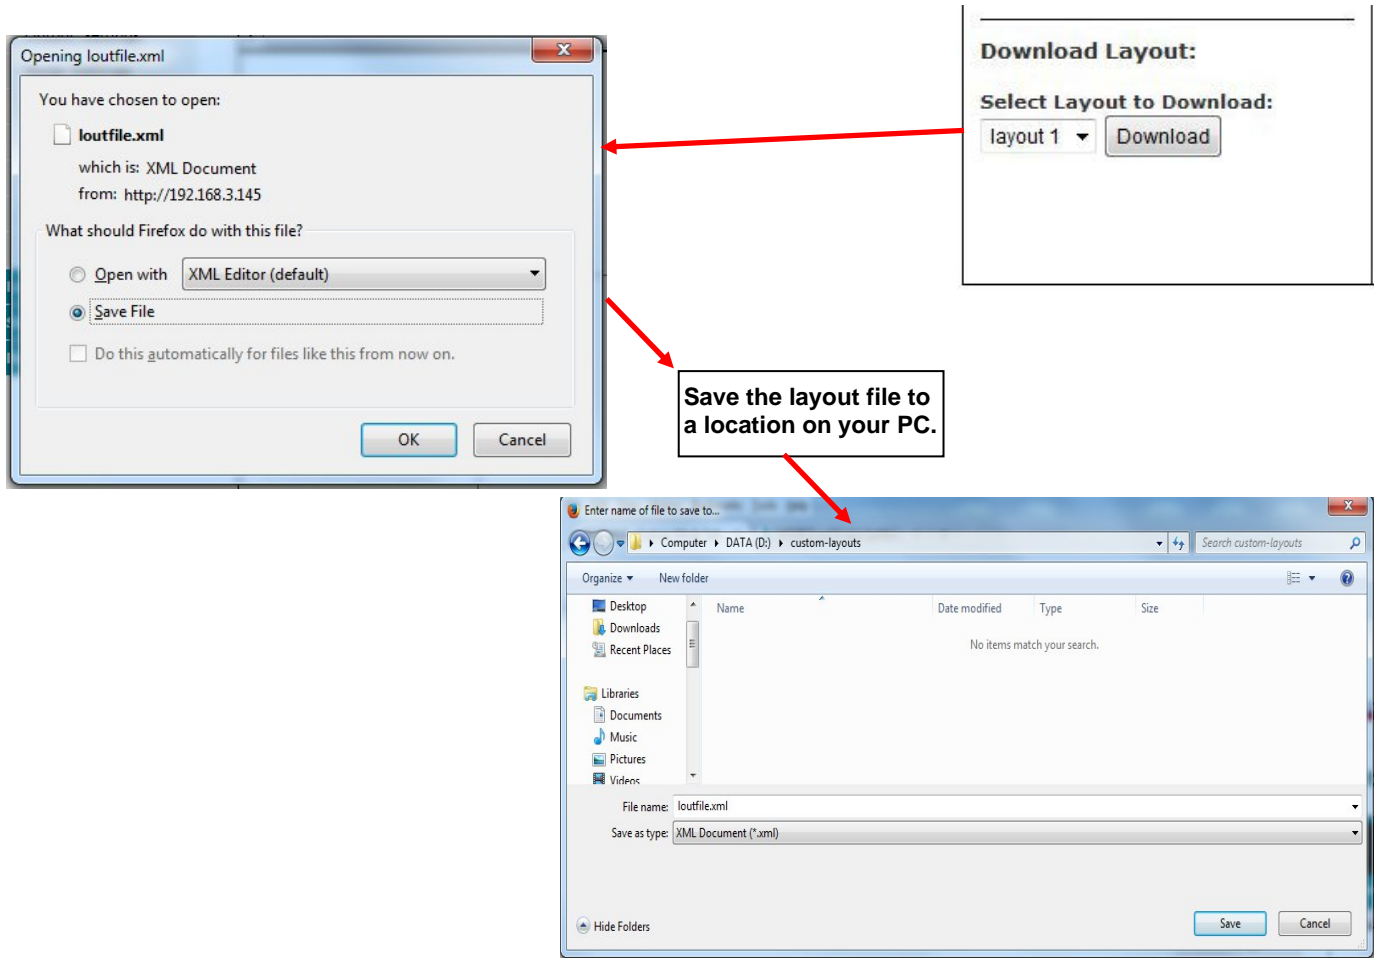 Opening loutfile.xml
You have chosen to open:
loutfile.xml
which is: XML Document
from: http://192.168.3.145
What should Firefox do with this file?
Open with XML Editor (default)
Save File
Do this automatically for files like this from now on.
OK Cancel
Download Layout:
Select Layout to Download:
layout 1 Download
Save the layout file to
a location on your PC.
Enter name of file to save to...
Computer DATA (D:) custom-layouts Search custom-layouts
Organize New folder
Name Date modified Type Size
No items match your search.
Desktop
Downloads
Recent Places
Libraries
Documents
Music
Pictures
Videos
File name: loutfile.xml
Save as type: XML Document (*.xml)
Hide Folders Save Cancel